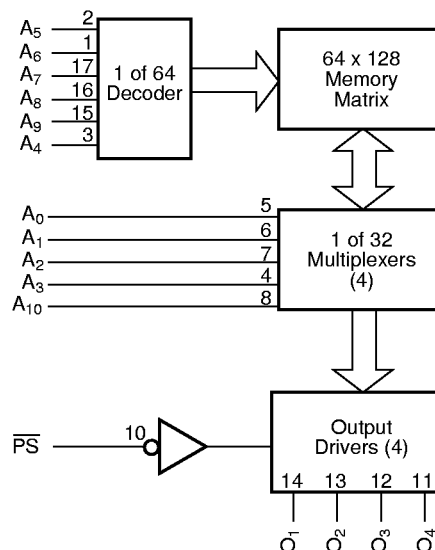 A5 2
A6 1
A7 17
A8 16
A9 15
A4 3
1 of 64
Decoder
64 x 128
Memory
Matrix
A0 5
A1 6
A2 7
A3 4
A10 8
1 of 32
Multiplexers
(4)
PS 10
Output
Drivers (4)
14 13 12 11
O1 O2 O3 O4